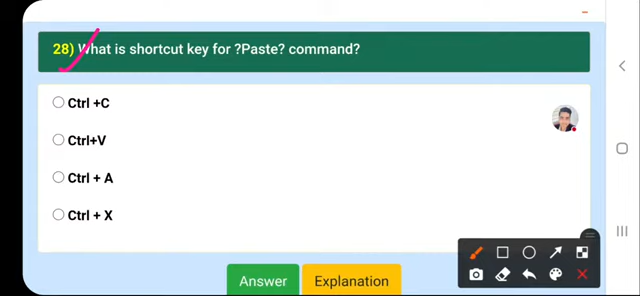 28) What is shortcut key for ?Paste? command?
Ctrl +C
Ctrl+V
Ctrl + A
Ctrl + X
Answer
Explanation